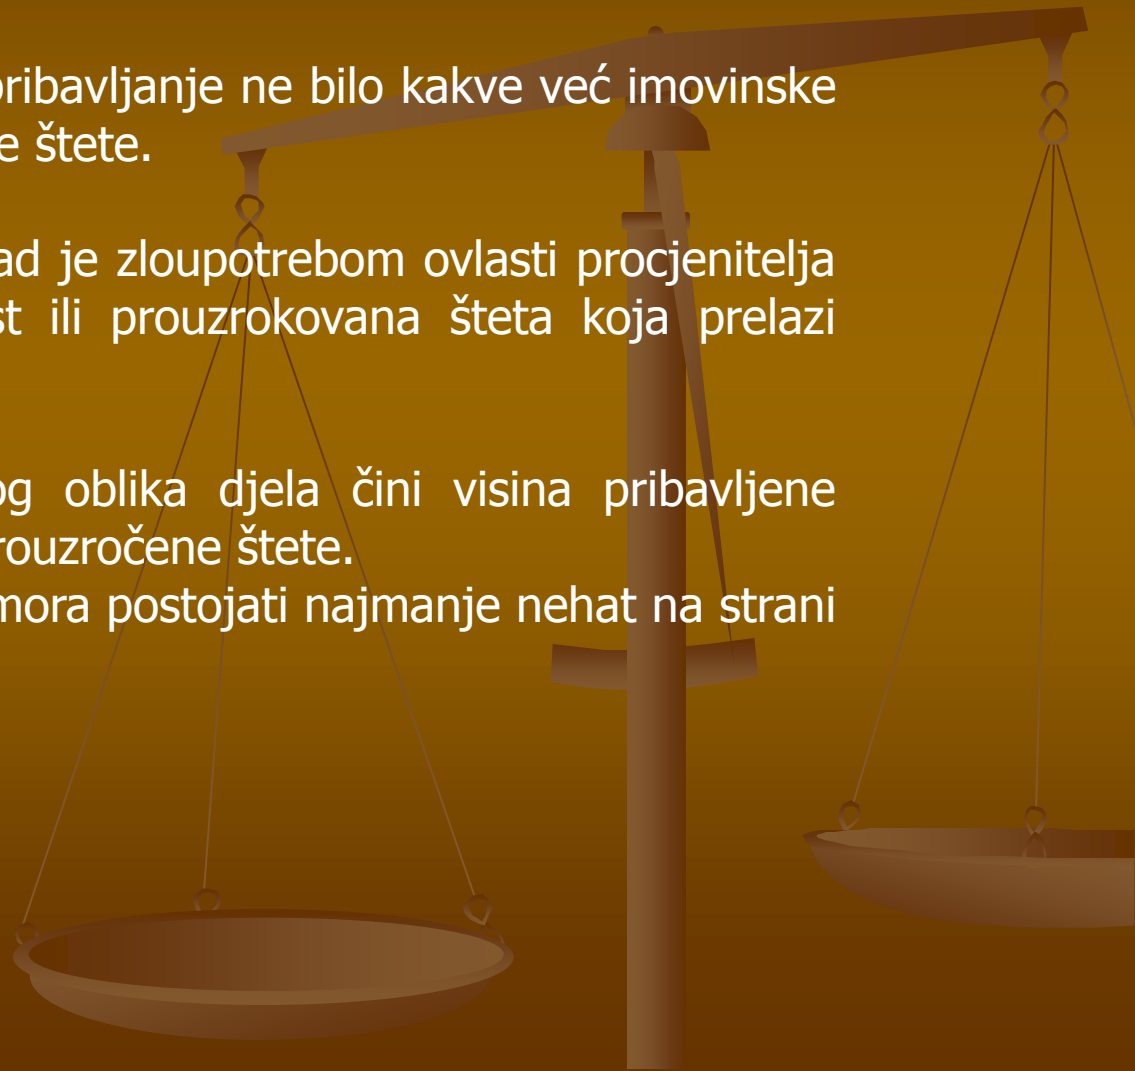 pribavljanje ne bilo kakve već imovinske
e štete.
ad je zloupotrebom ovlasti procjenitelja
st ili prouzrokovana šteta koja prelazi
og oblika djela čini visina pribavljene
rouzročene štete.
mora postojati najmanje nehat na strani